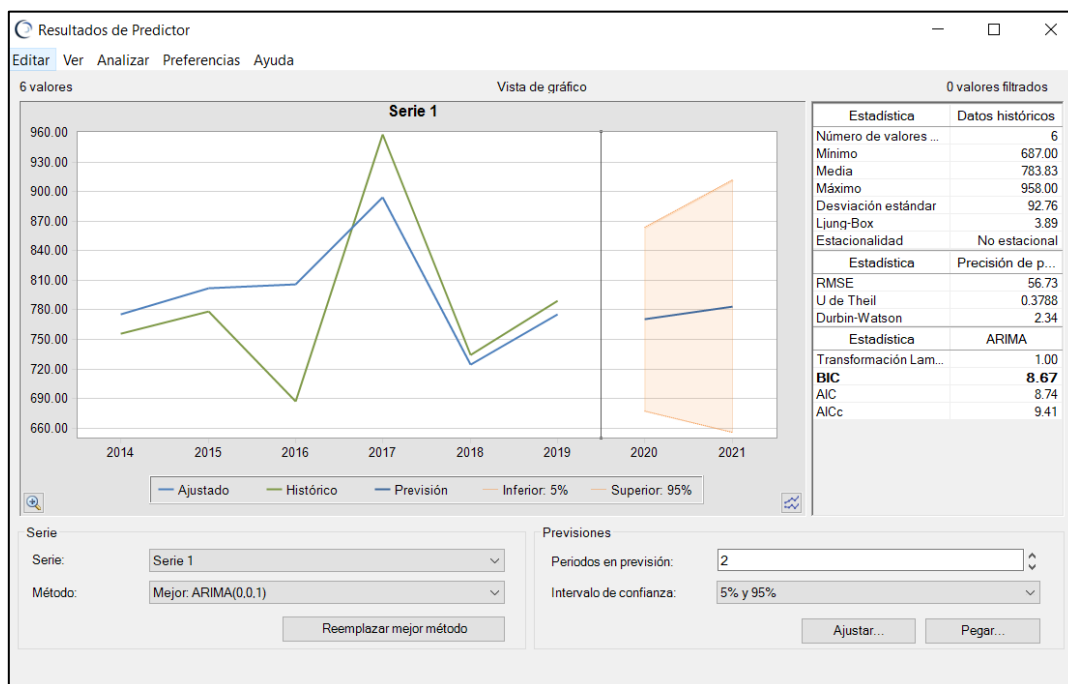 Resultados de Predictor
Editar Ver Analizar Preferencias Ayuda
6 valores Vista de gráfico 0 valores filtrados
Serie 1
960.00
930.00
900.00
870.00
840.00
810.00
780.00
750.00
720.00
690.00
660.00
2014 2015 2016 2017 2018 2019 2020 2021
Ajustado Histórico Previsión Inferior: 5% Superior: 95%
Estadística Datos históricos
Número de valores ... 6
Mínimo 687.00
Media 783.83
Máximo 958.00
Desviación estándar 92.76
Ljung-Box 3.89
Estacionalidad No estacional
Estadística Precisión de p...
RMSE 56.73
U de Theil 0.3788
Durbin-Watson 2.34
Estadística ARIMA
Transformación Lam... 1.00
BIC 8.67
AIC 8.74
AICc 9.41
Serie
Serie: Serie 1
Método: Mejor: ARIMA(0,0,1)
Reemplazar mejor método
Previsiones
Periodos en previsión: 2
Intervalo de confianza: 5% y 95%
Ajustar... Pegar...